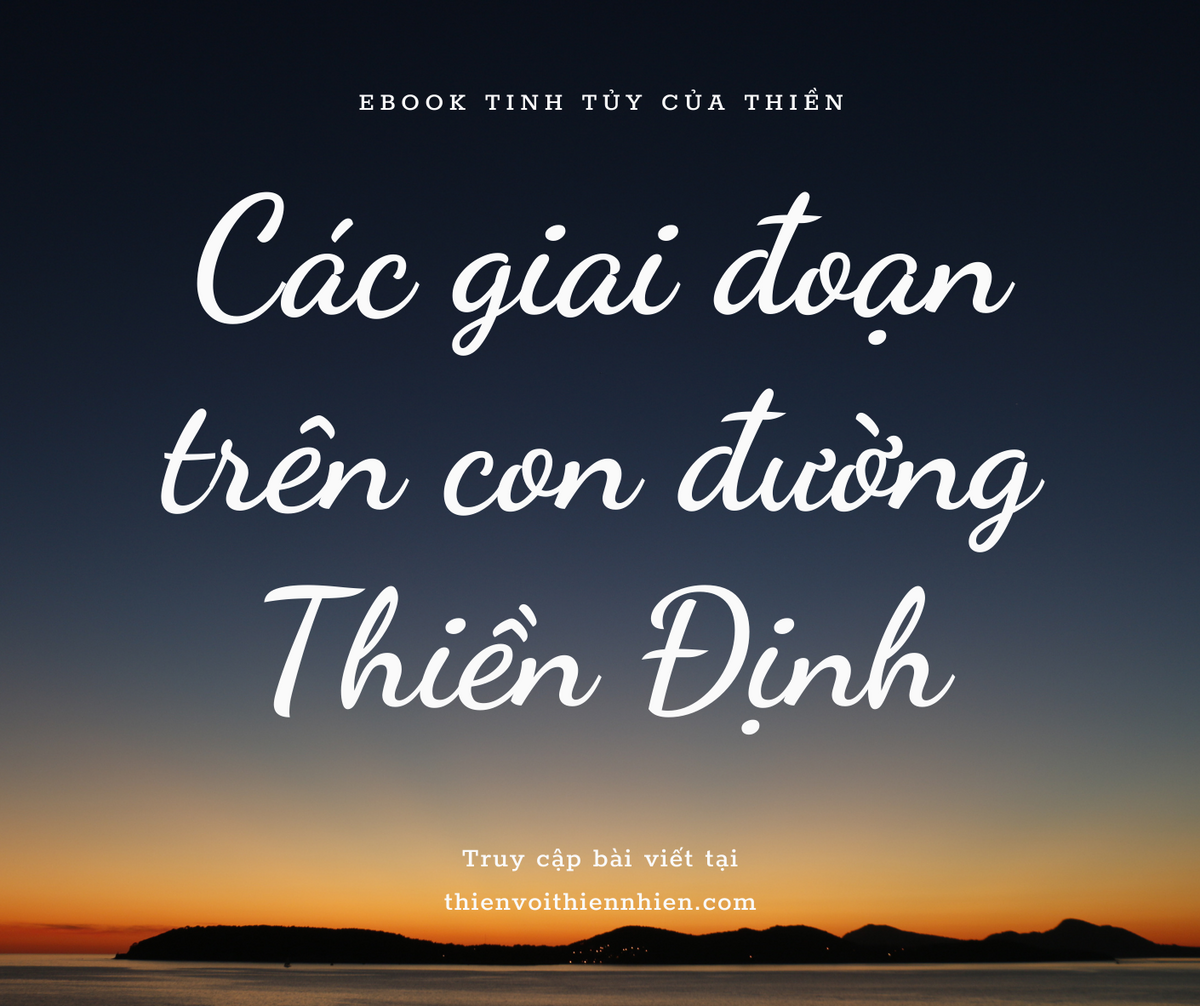 EBOOK TINH TỦY CỦA THIỀN
Các giai đoạn
trên con đường
Thiền Định
Truy cập bài viết tại
thienvoithiennhien.com